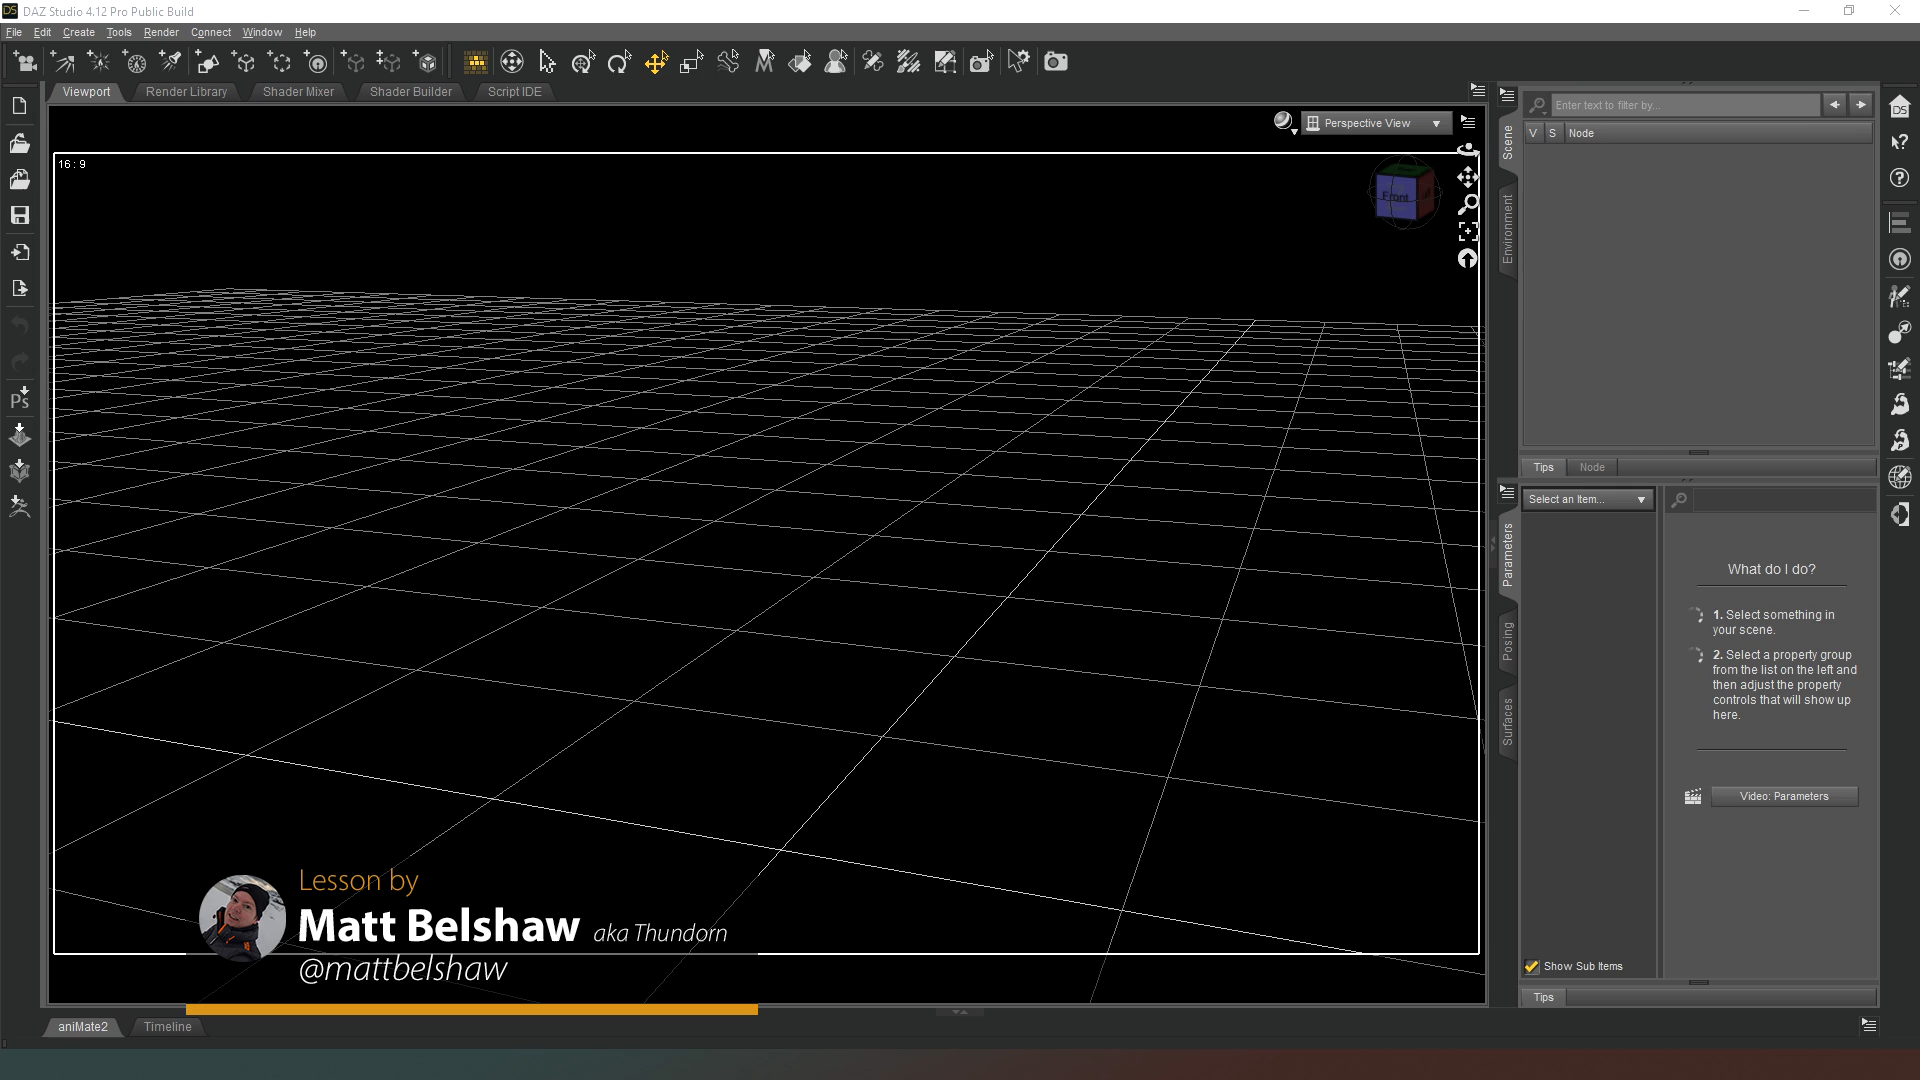 DAZ Studio 4.12 Pro Public Build
File Edit Create Tools Render Connect Window Help
Viewport Render Library Shader Mixer Shader Builder Script IDE
Perspective View
16 : 9
Front
Enter text to filter by...
V S Node
Scene
Environment
Tips Node
Select an Item...
Parameters
Posing
Surfaces
What do I do?
1. Select something in
your scene.
2. Select a property group
from the list on the left and
then adjust the property
controls that will show up
here.
Video: Parameters
Show Sub Items
Tips
Ps
DS
Lesson by
Matt Belshaw aka Thundorn
@mattbelshaw
aniMate2 Timeline